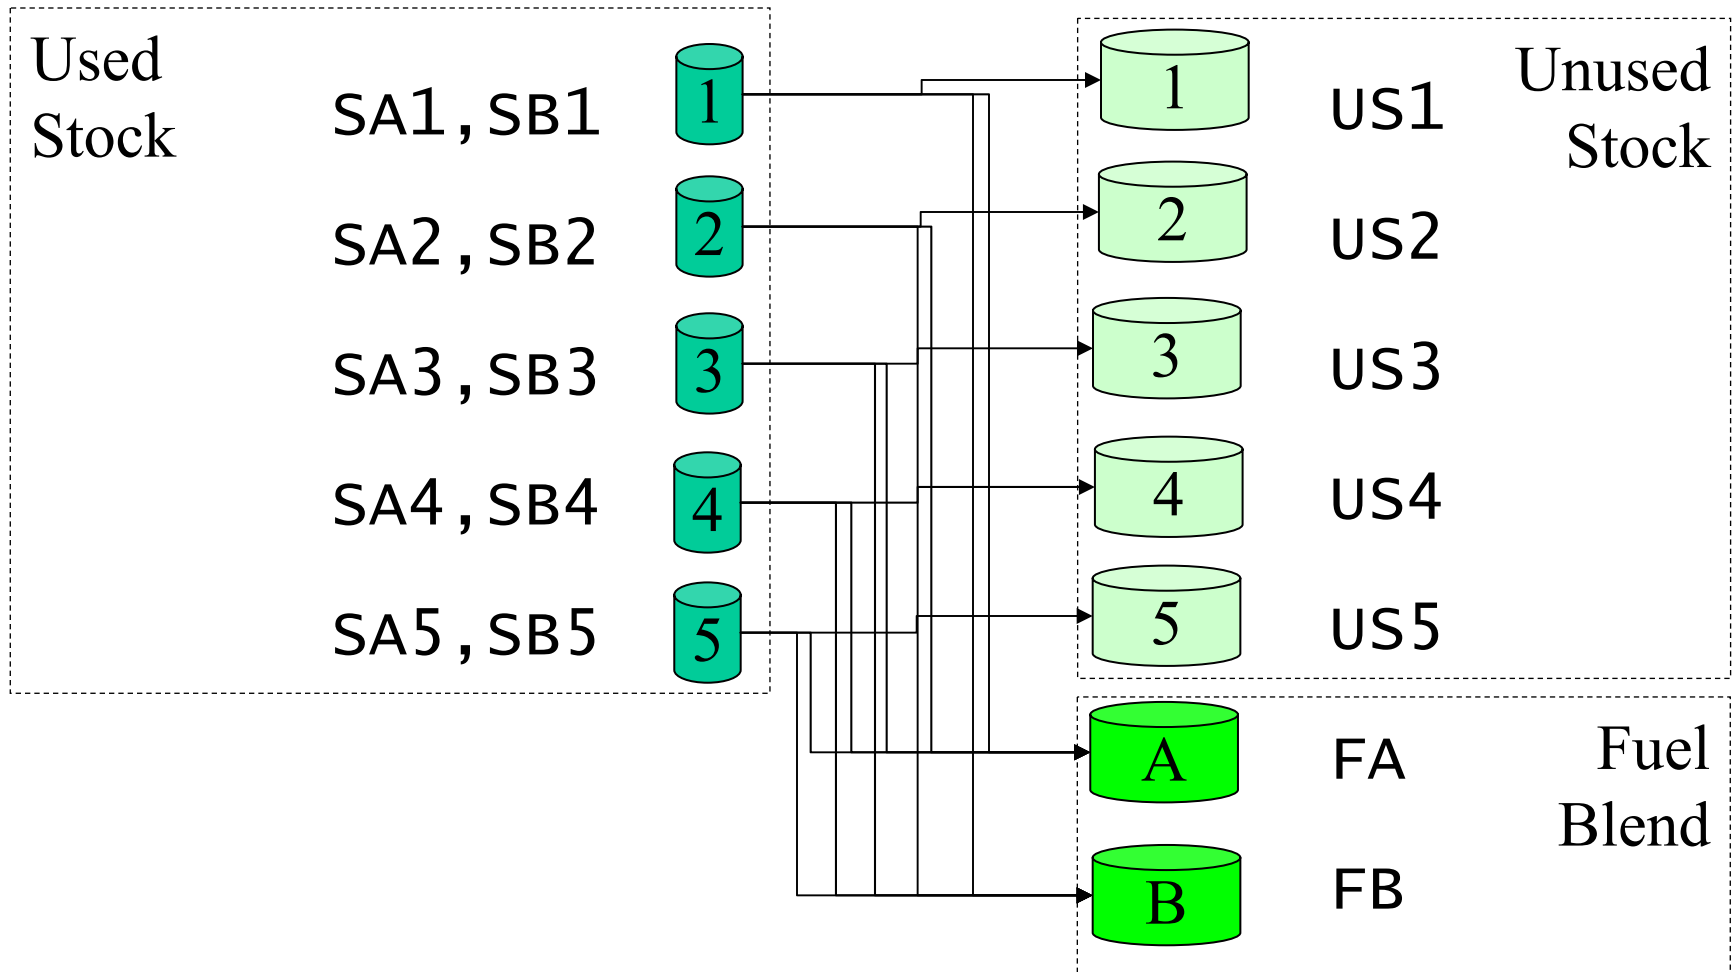 Used
Stock
SA1,SB1
1
SA2,SB2
2
SA3,SB3
3
SA4,SB4
4
SA5,SB5
5
Unused
Stock
1
US1
2
US2
3
US3
4
US4
5
US5
Fuel
Blend
A
FA
B
FB